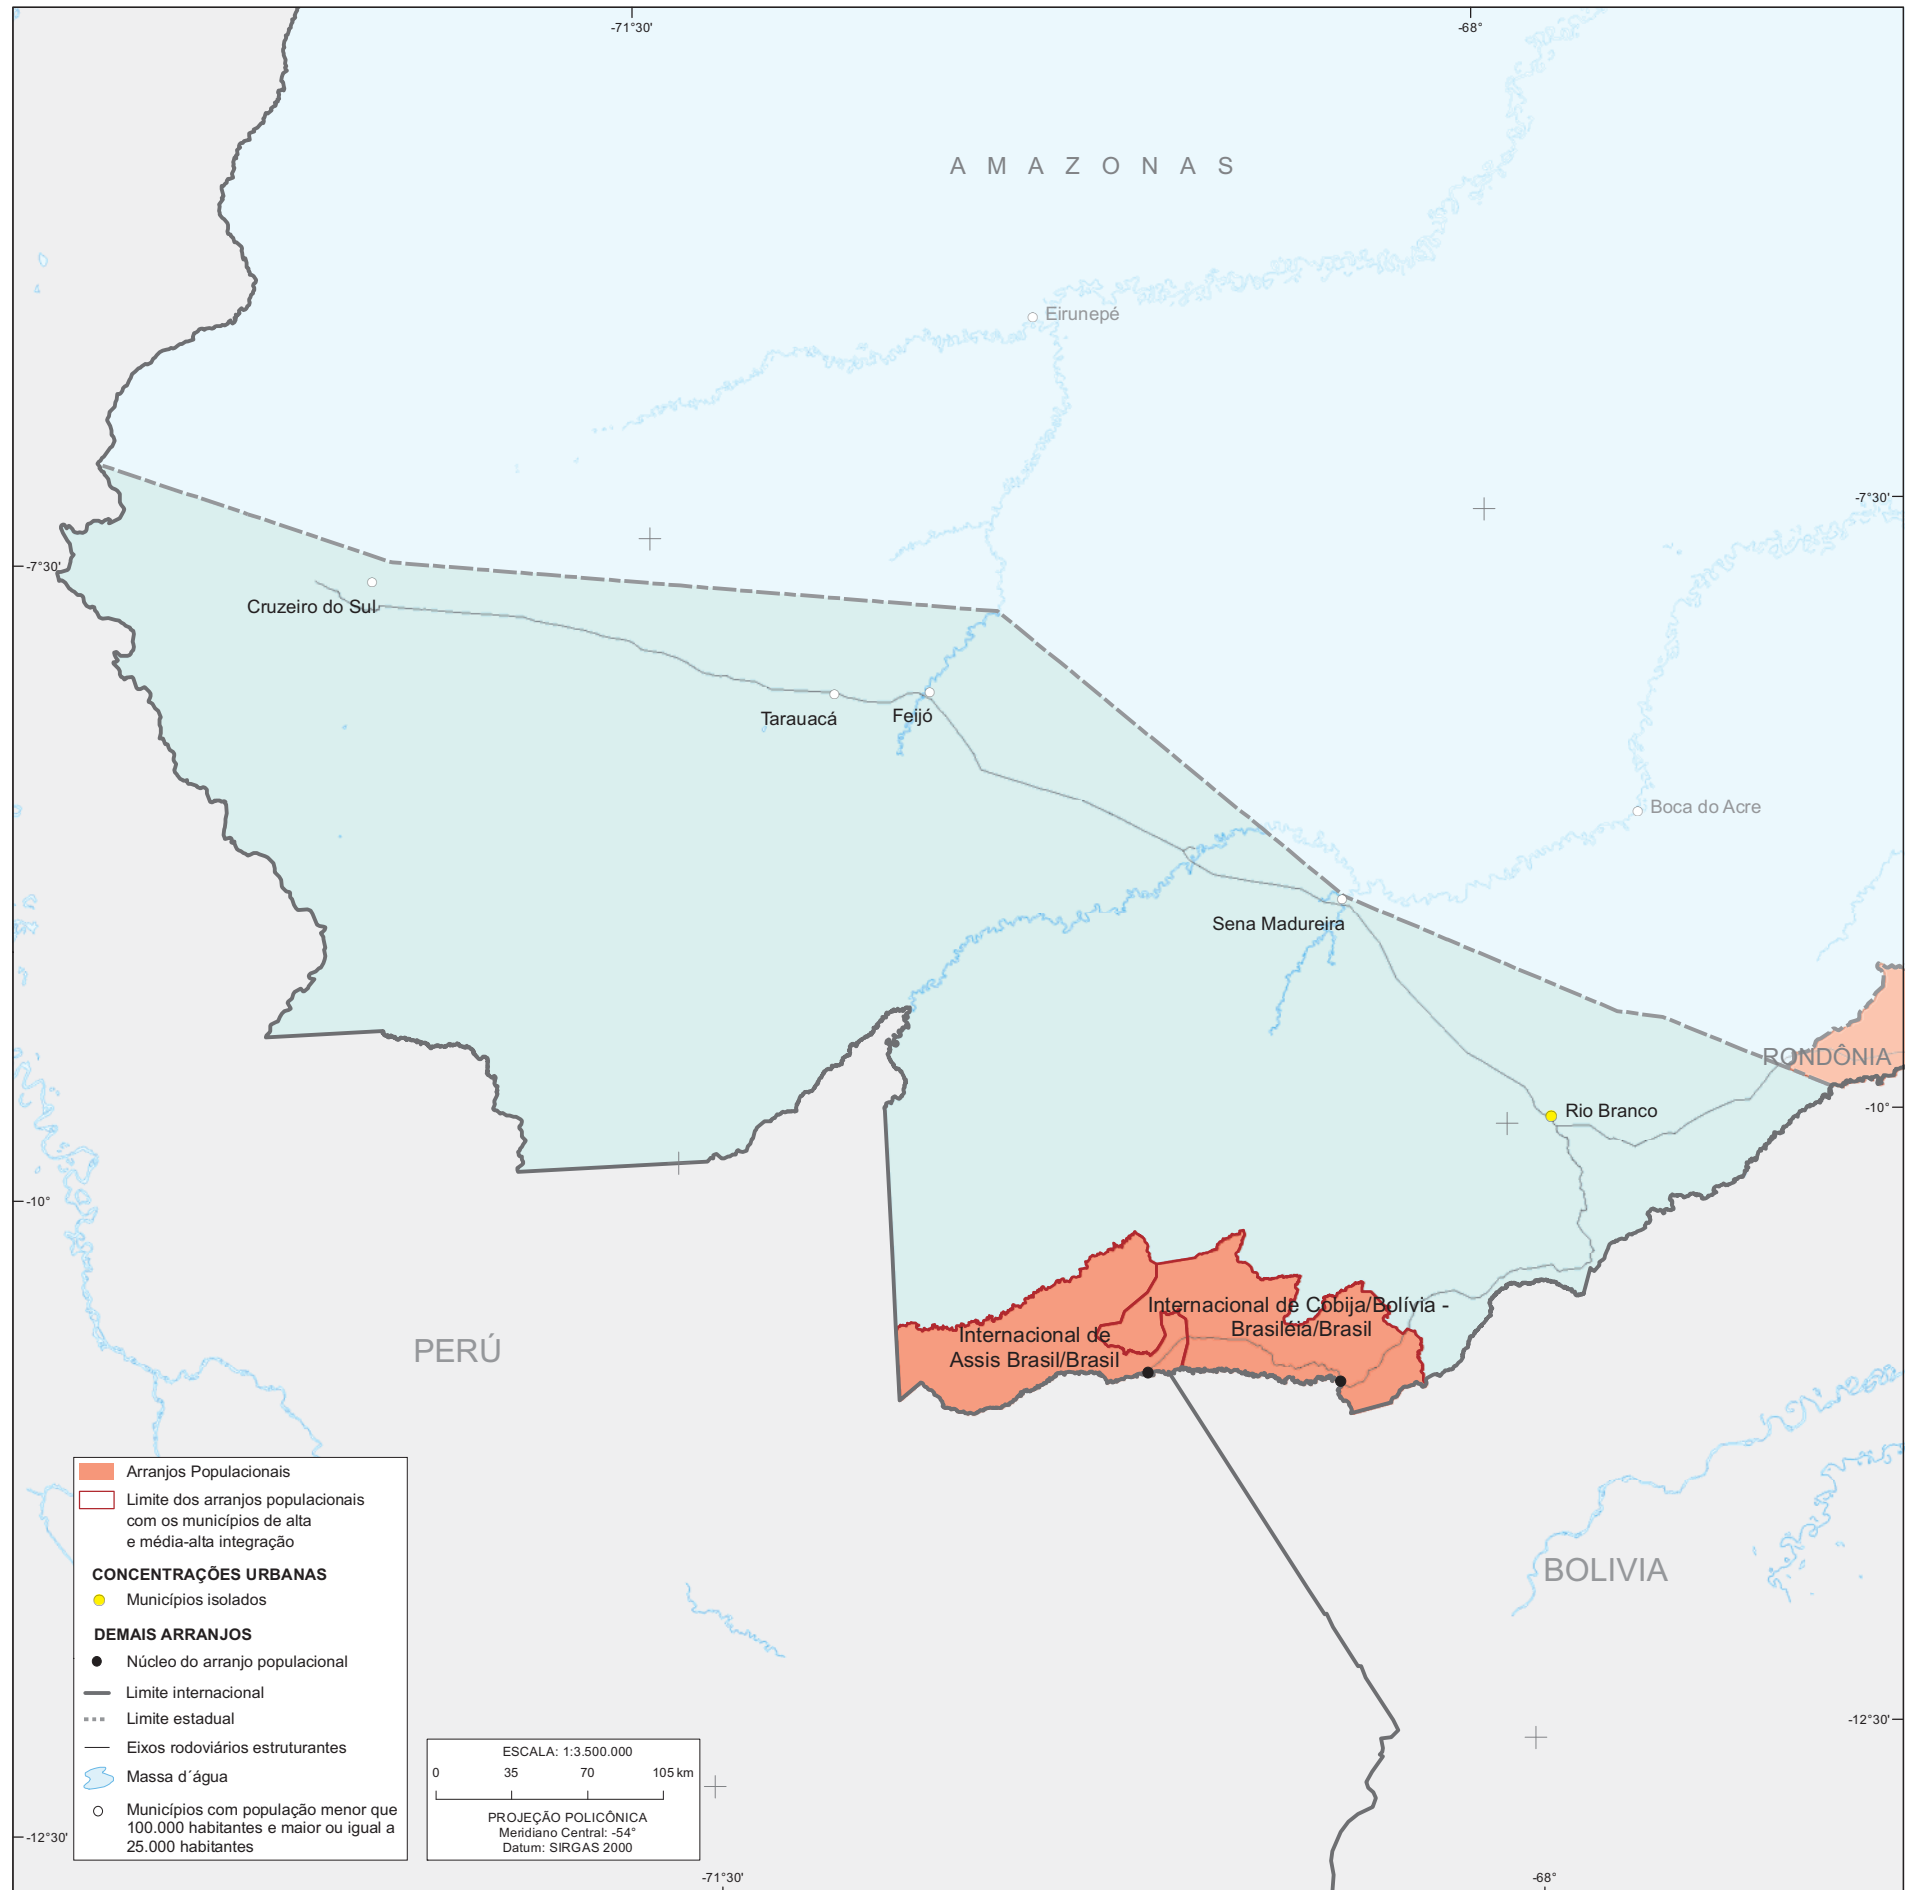 -71°30'
-68°
AMAZONAS
Eirunepé
-7°30'
-7°30'
Cruzeiro do Sul
Tarauacá
Feijó
Boca do Acre
Sena Madureira
RONDÔNIA
Rio Branco
-10°
-10°
Internacional de Cobija/Bolívia -
Brasiléia/Brasil
Internacional de
Assis Brasil/Brasil
PERÚ
BOLIVIA
Arranjos Populacionais
Limite dos arranjos populacionais
com os municípios de alta
e média-alta integração
CONCENTRAÇÕES URBANAS
Municípios isolados
DEMAIS ARRANJOS
Núcleo do arranjo populacional
Limite internacional
Limite estadual
Eixos rodoviários estruturantes
Massa d´água
Municípios com população menor que
100.000 habitantes e maior ou igual a
25.000 habitantes
ESCALA: 1:3.500.000
0 35 70 105 km
PROJEÇÃO POLICÔNICA
Meridiano Central: -54°
Datum: SIRGAS 2000
-12°30'
-12°30'
-71°30'
-68°